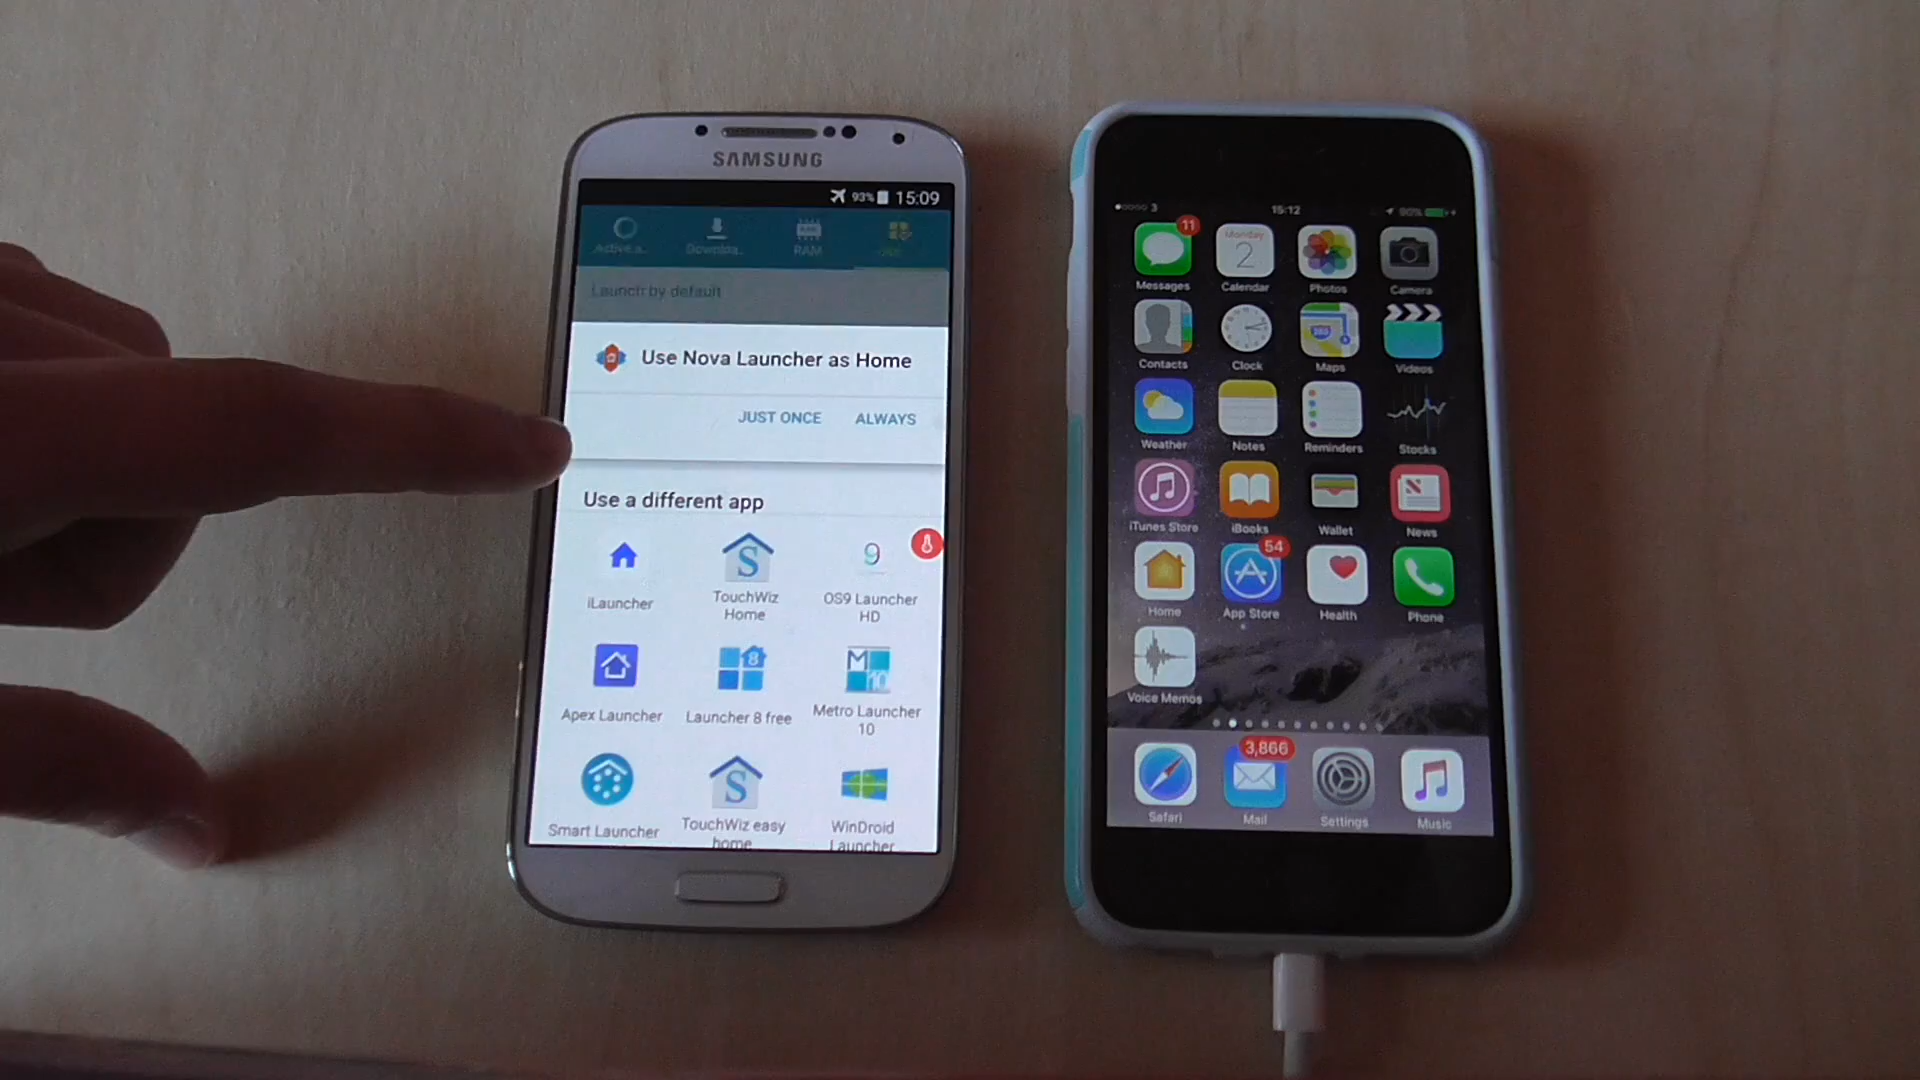 SAMSUNG
93% 15:09
Active a..
Downloa..
RAM
Launch by default
Use Nova Launcher as Home
JUST ONCE ALWAYS
Use a different app
S
9
iLauncher
TouchWiz
Home
OS9 Launcher
HD
8
M
10
Apex Launcher
Launcher 8 free
Metro Launcher
10
S
Smart Launcher
TouchWiz easy
home
WinDroid
Launcher
3
15:12
90%
11
Monday
2
Messages
Calendar
Photos
Camera
280
Contacts
Clock
Maps
Videos
Weather
Notes
Reminders
Stocks
N
iTunes Store
iBooks
Wallet
News
54
Home
App Store
Health
Phone
Voice Memos
3,866
Safari
Mail
Settings
Music